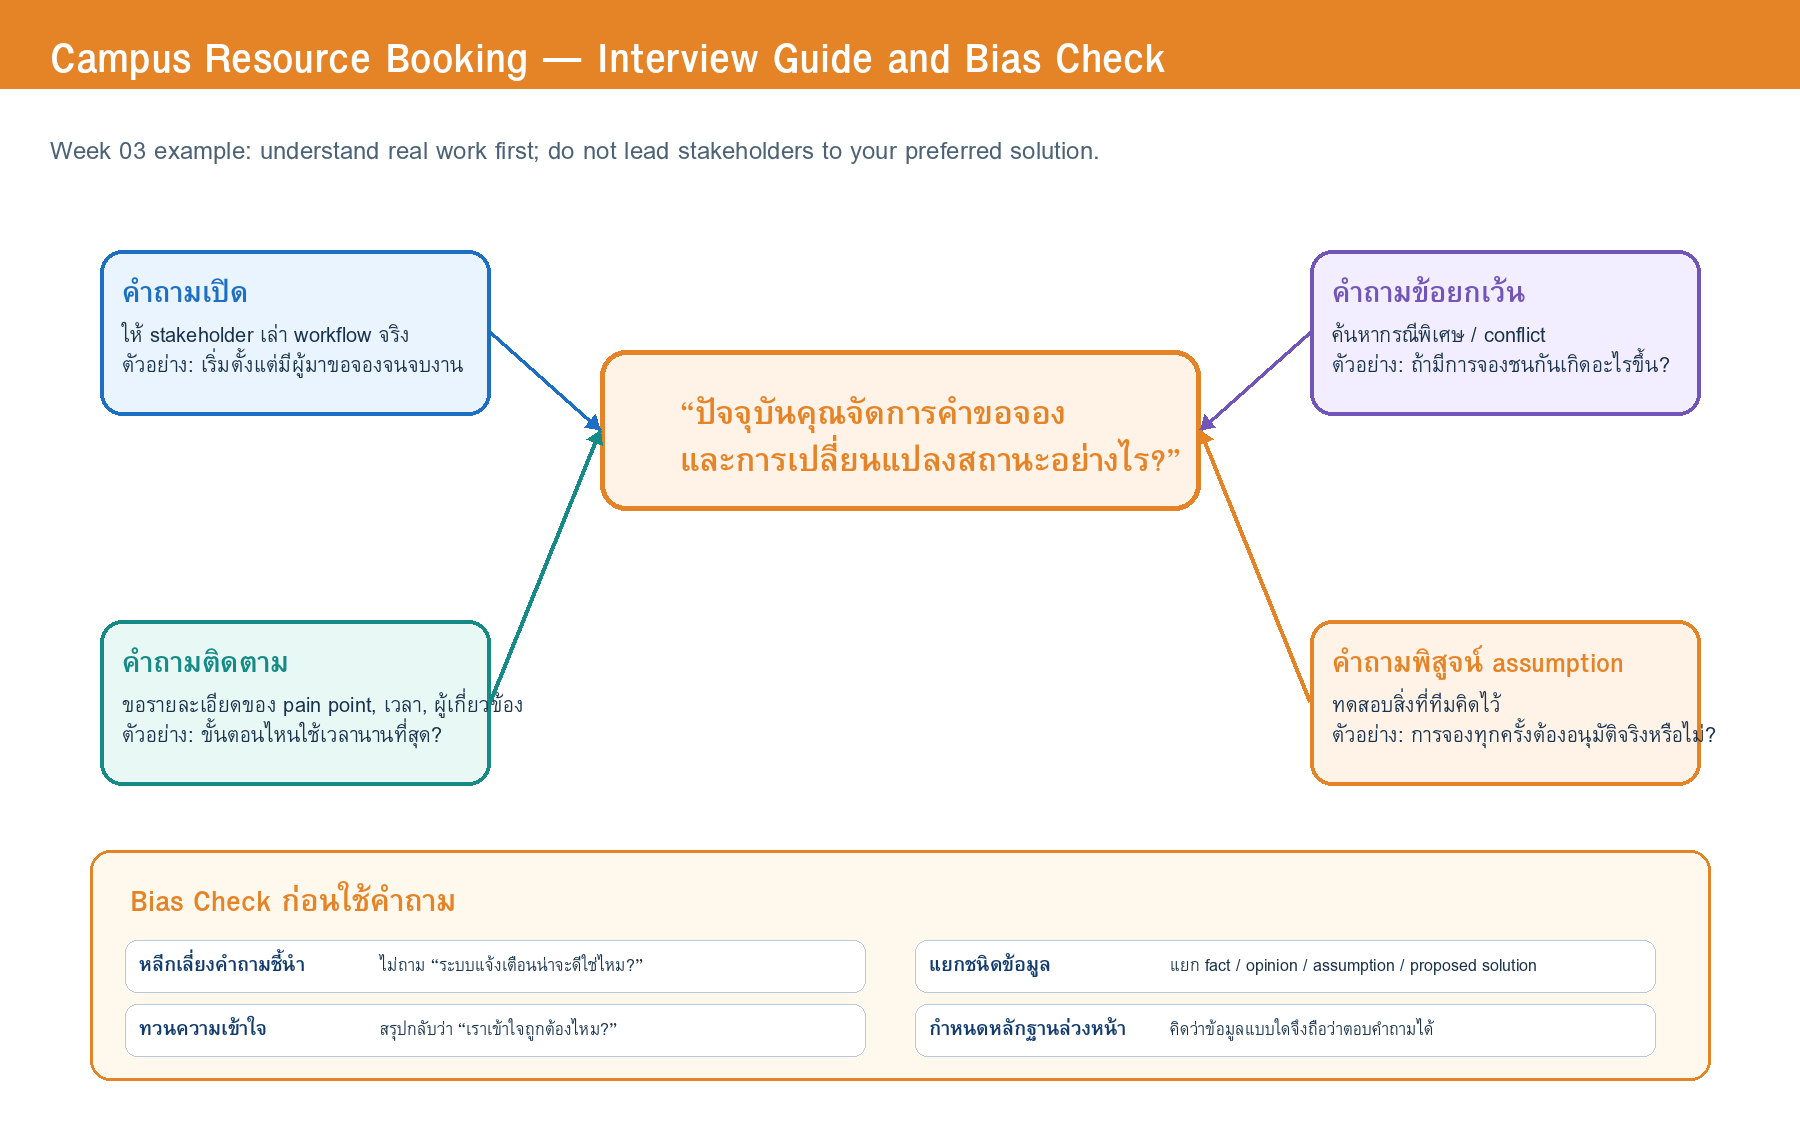 Campus Resource Booking — Interview Guide and Bias Check
Week 03 example: understand real work first; do not lead stakeholders to your preferred solution.
คำถามเปิด
ให้ stakeholder เล่า workflow จริง
ตัวอย่าง: เริ่มตั้งแต่มีผู้มาขอจองจนจบงาน
คำถามข้อยกเว้น
ค้นหากรณีพิเศษ / conflict
ตัวอย่าง: ถ้ามีการจองชนกันเกิดอะไรขึ้น?
“ปัจจุบันคุณจัดการคำขอจอง
และการเปลี่ยนแปลงสถานะอย่างไร?”
คำถามติดตาม
ขอรายละเอียดของ pain point, เวลา, ผู้เกี่ยวข้อง
ตัวอย่าง: ขั้นตอนไหนใช้เวลานานที่สุด?
คำถามพิสูจน์ assumption
ทดสอบสิ่งที่ทีมคิดไว้
ตัวอย่าง: การจองทุกครั้งต้องอนุมัติจริงหรือไม่?
Bias Check ก่อนใช้คำถาม
หลีกเลี่ยงคำถามชี้นำ ไม่ถาม “ระบบแจ้งเตือนน่าจะดีใช่ไหม?”
แยกชนิดข้อมูล แยก fact / opinion / assumption / proposed solution
ทวนความเข้าใจ สรุปกลับว่า “เราเข้าใจถูกต้องไหม?”
กำหนดหลักฐานล่วงหน้า คิดว่าข้อมูลแบบใดจึงถือว่าตอบคำถามได้